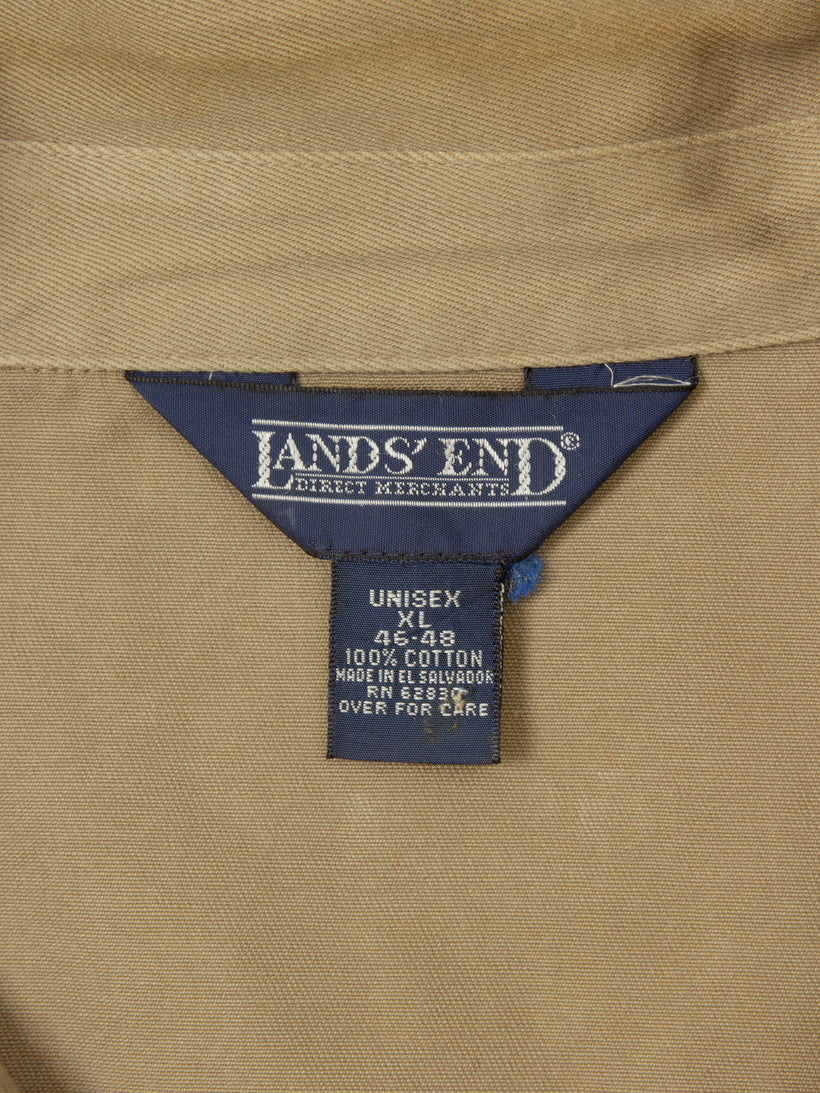 LANDS' END®
DIRECT MERCHANTS
UNISEX
XL
46-48
100% COTTON
MADE IN EL SALVADOR
RN 62830
OVER FOR CARE